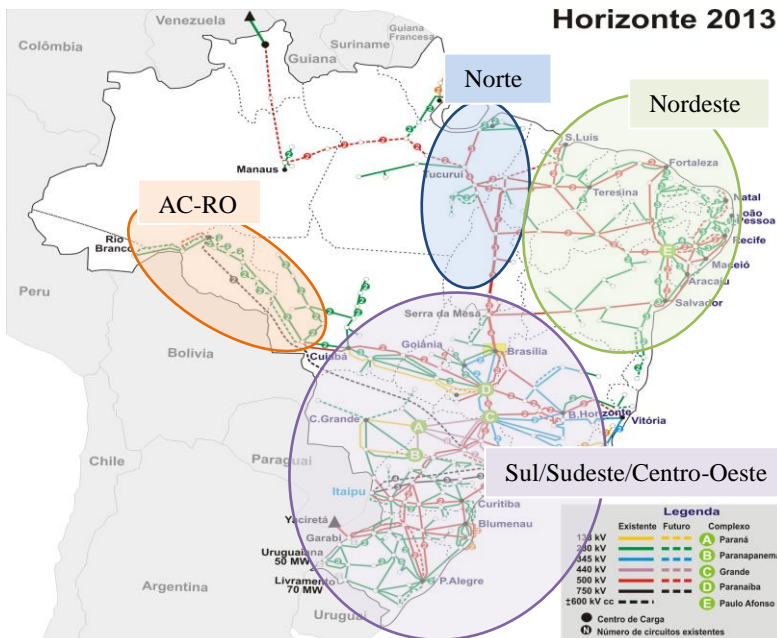 Horizonte 2013
Venezuela
Colômbia
Guiana
Suriname
Guiana
Francesa
Norte
Nordeste
S.Luís
Manaus
Tucuruí
Fortaleza
Teresina
AC-RO
Natal
João
Pessoa
Rio
Branco
Recife
E
Maceió
Aracaju
Peru
Salvador
Serra da Mesa
Bolivia
Goiânia
Brasília
Cuiabá
D
C.Grande
A
C
B.Horizonte
Vitória
Chile
Paraguai
B
Sul/Sudeste/Centro-Oeste
Itaipu
Curitiba
Yaciretá
Blumenau
Garabi
Uruguaiana
50 MW
Livramento
70 MW
P.Alegre
Argentina
Uruguai
Legenda
Existente Futuro Complexo
138 kV A Paraná
230 kV
345 kV B Paranapanema
440 kV C Grande
500 kV D Paranaíba
750 kV
±600 kV cc E Paulo Afonso
Centro de Carga
N Número de circuitos existentes